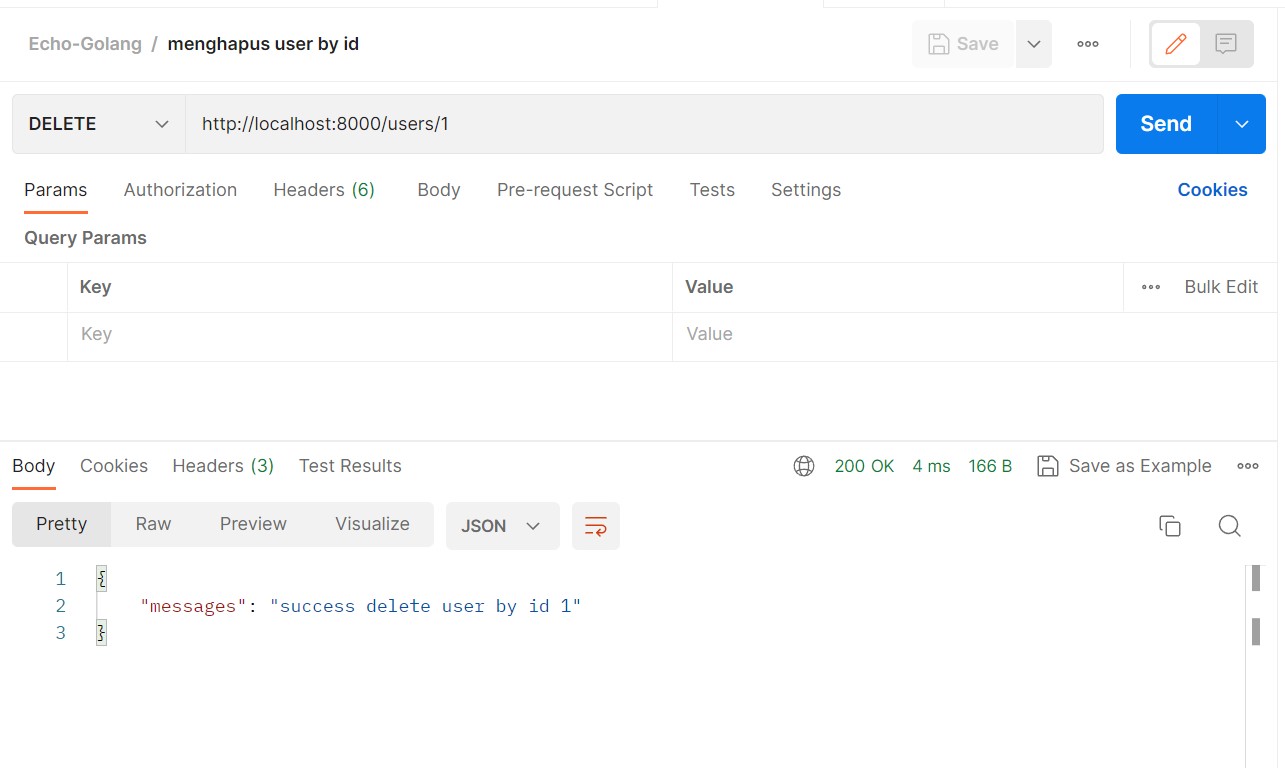 Echo-Golang / menghapus user by id
Save
DELETE
http://localhost:8000/users/1
Send
Params Authorization Headers (6) Body Pre-request Script Tests Settings Cookies
Query Params
Key Value Bulk Edit
Key Value
Body Cookies Headers (3) Test Results 200 OK 4 ms 166 B Save as Example
Pretty Raw Preview Visualize JSON
1 {
2 "messages": "success delete user by id 1"
3 }